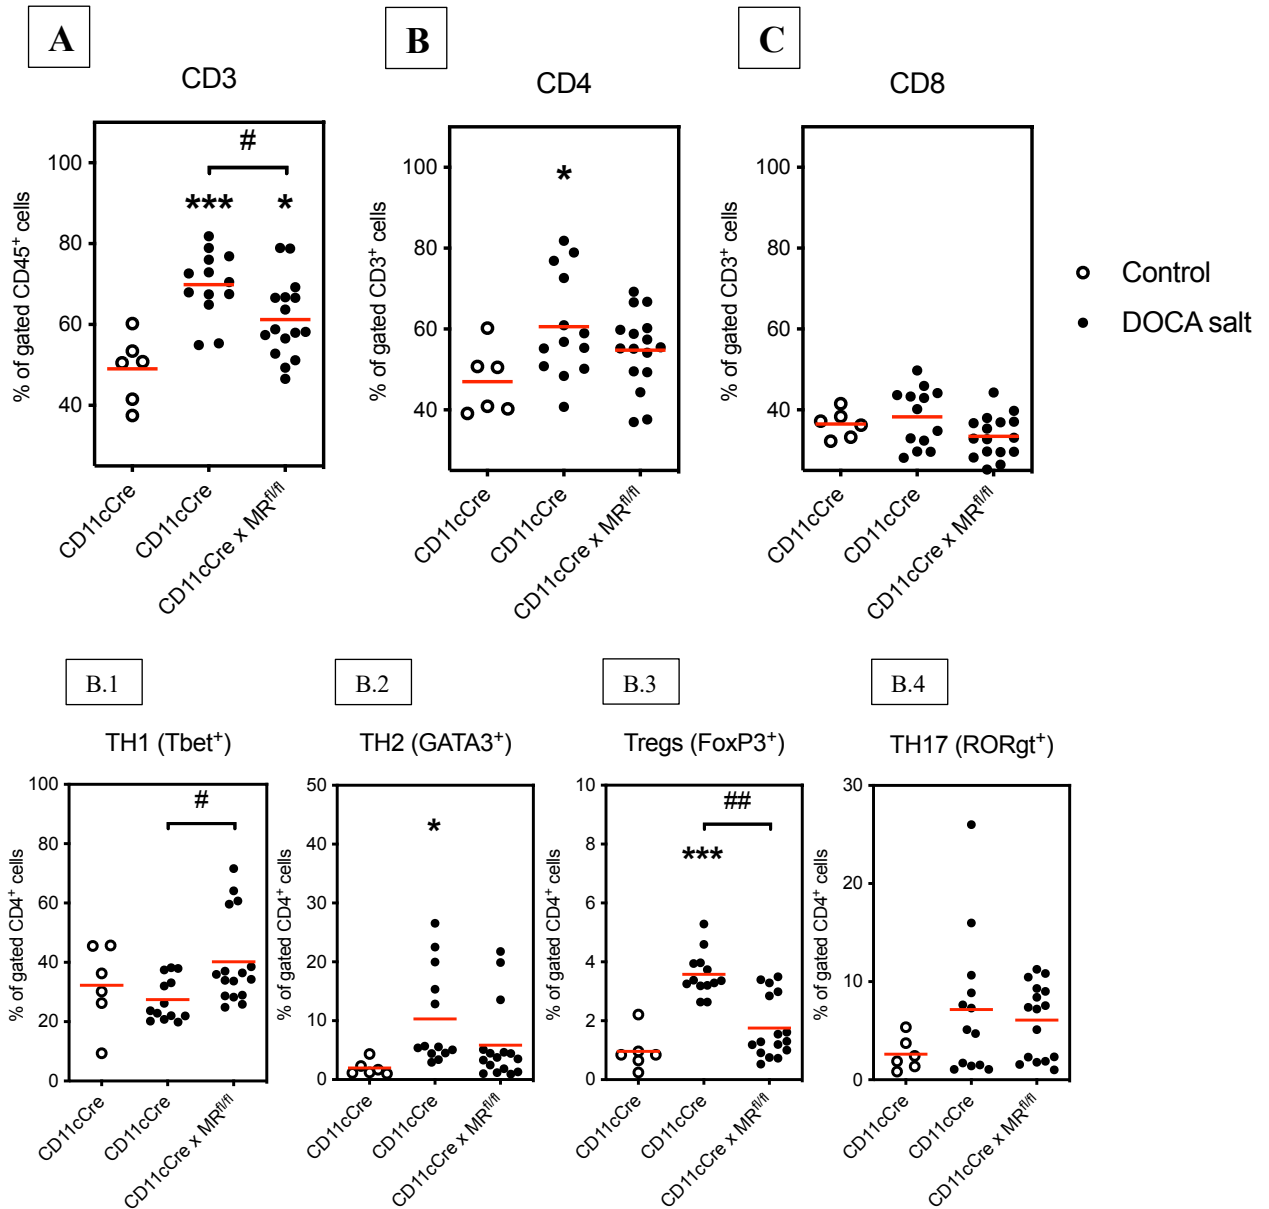 A
B
C
CD3
CD4
CD8
% of gated CD45+ cells
100
80
60
40
#
***
*
CD11cCre
CD11cCre
CD11cCre x MRfl/fl
% of gated CD3+ cells
100
80
60
40
*
CD11cCre
CD11cCre
CD11cCre x MRfl/fl
% of gated CD3+ cells
100
80
60
40
CD11cCre
CD11cCre
CD11cCre x MRfl/fl
Control
DOCA salt
B.1
B.2
B.3
B.4
TH1 (Tbet+)
TH2 (GATA3+)
Tregs (FoxP3+)
TH17 (RORgt+)
% of gated CD4+ cells
100
80
60
40
20
0
#
CD11cCre
CD11cCre
CD11cCre x MRfl/fl
% of gated CD4+ cells
50
40
30
20
10
0
*
CD11cCre
CD11cCre
CD11cCre x MRfl/fl
% of gated CD4+ cells
10
8
6
4
2
0
##
***
CD11cCre
CD11cCre
CD11cCre x MRfl/fl
% of gated CD4+ cells
30
20
10
0
CD11cCre
CD11cCre
CD11cCre x MRfl/fl